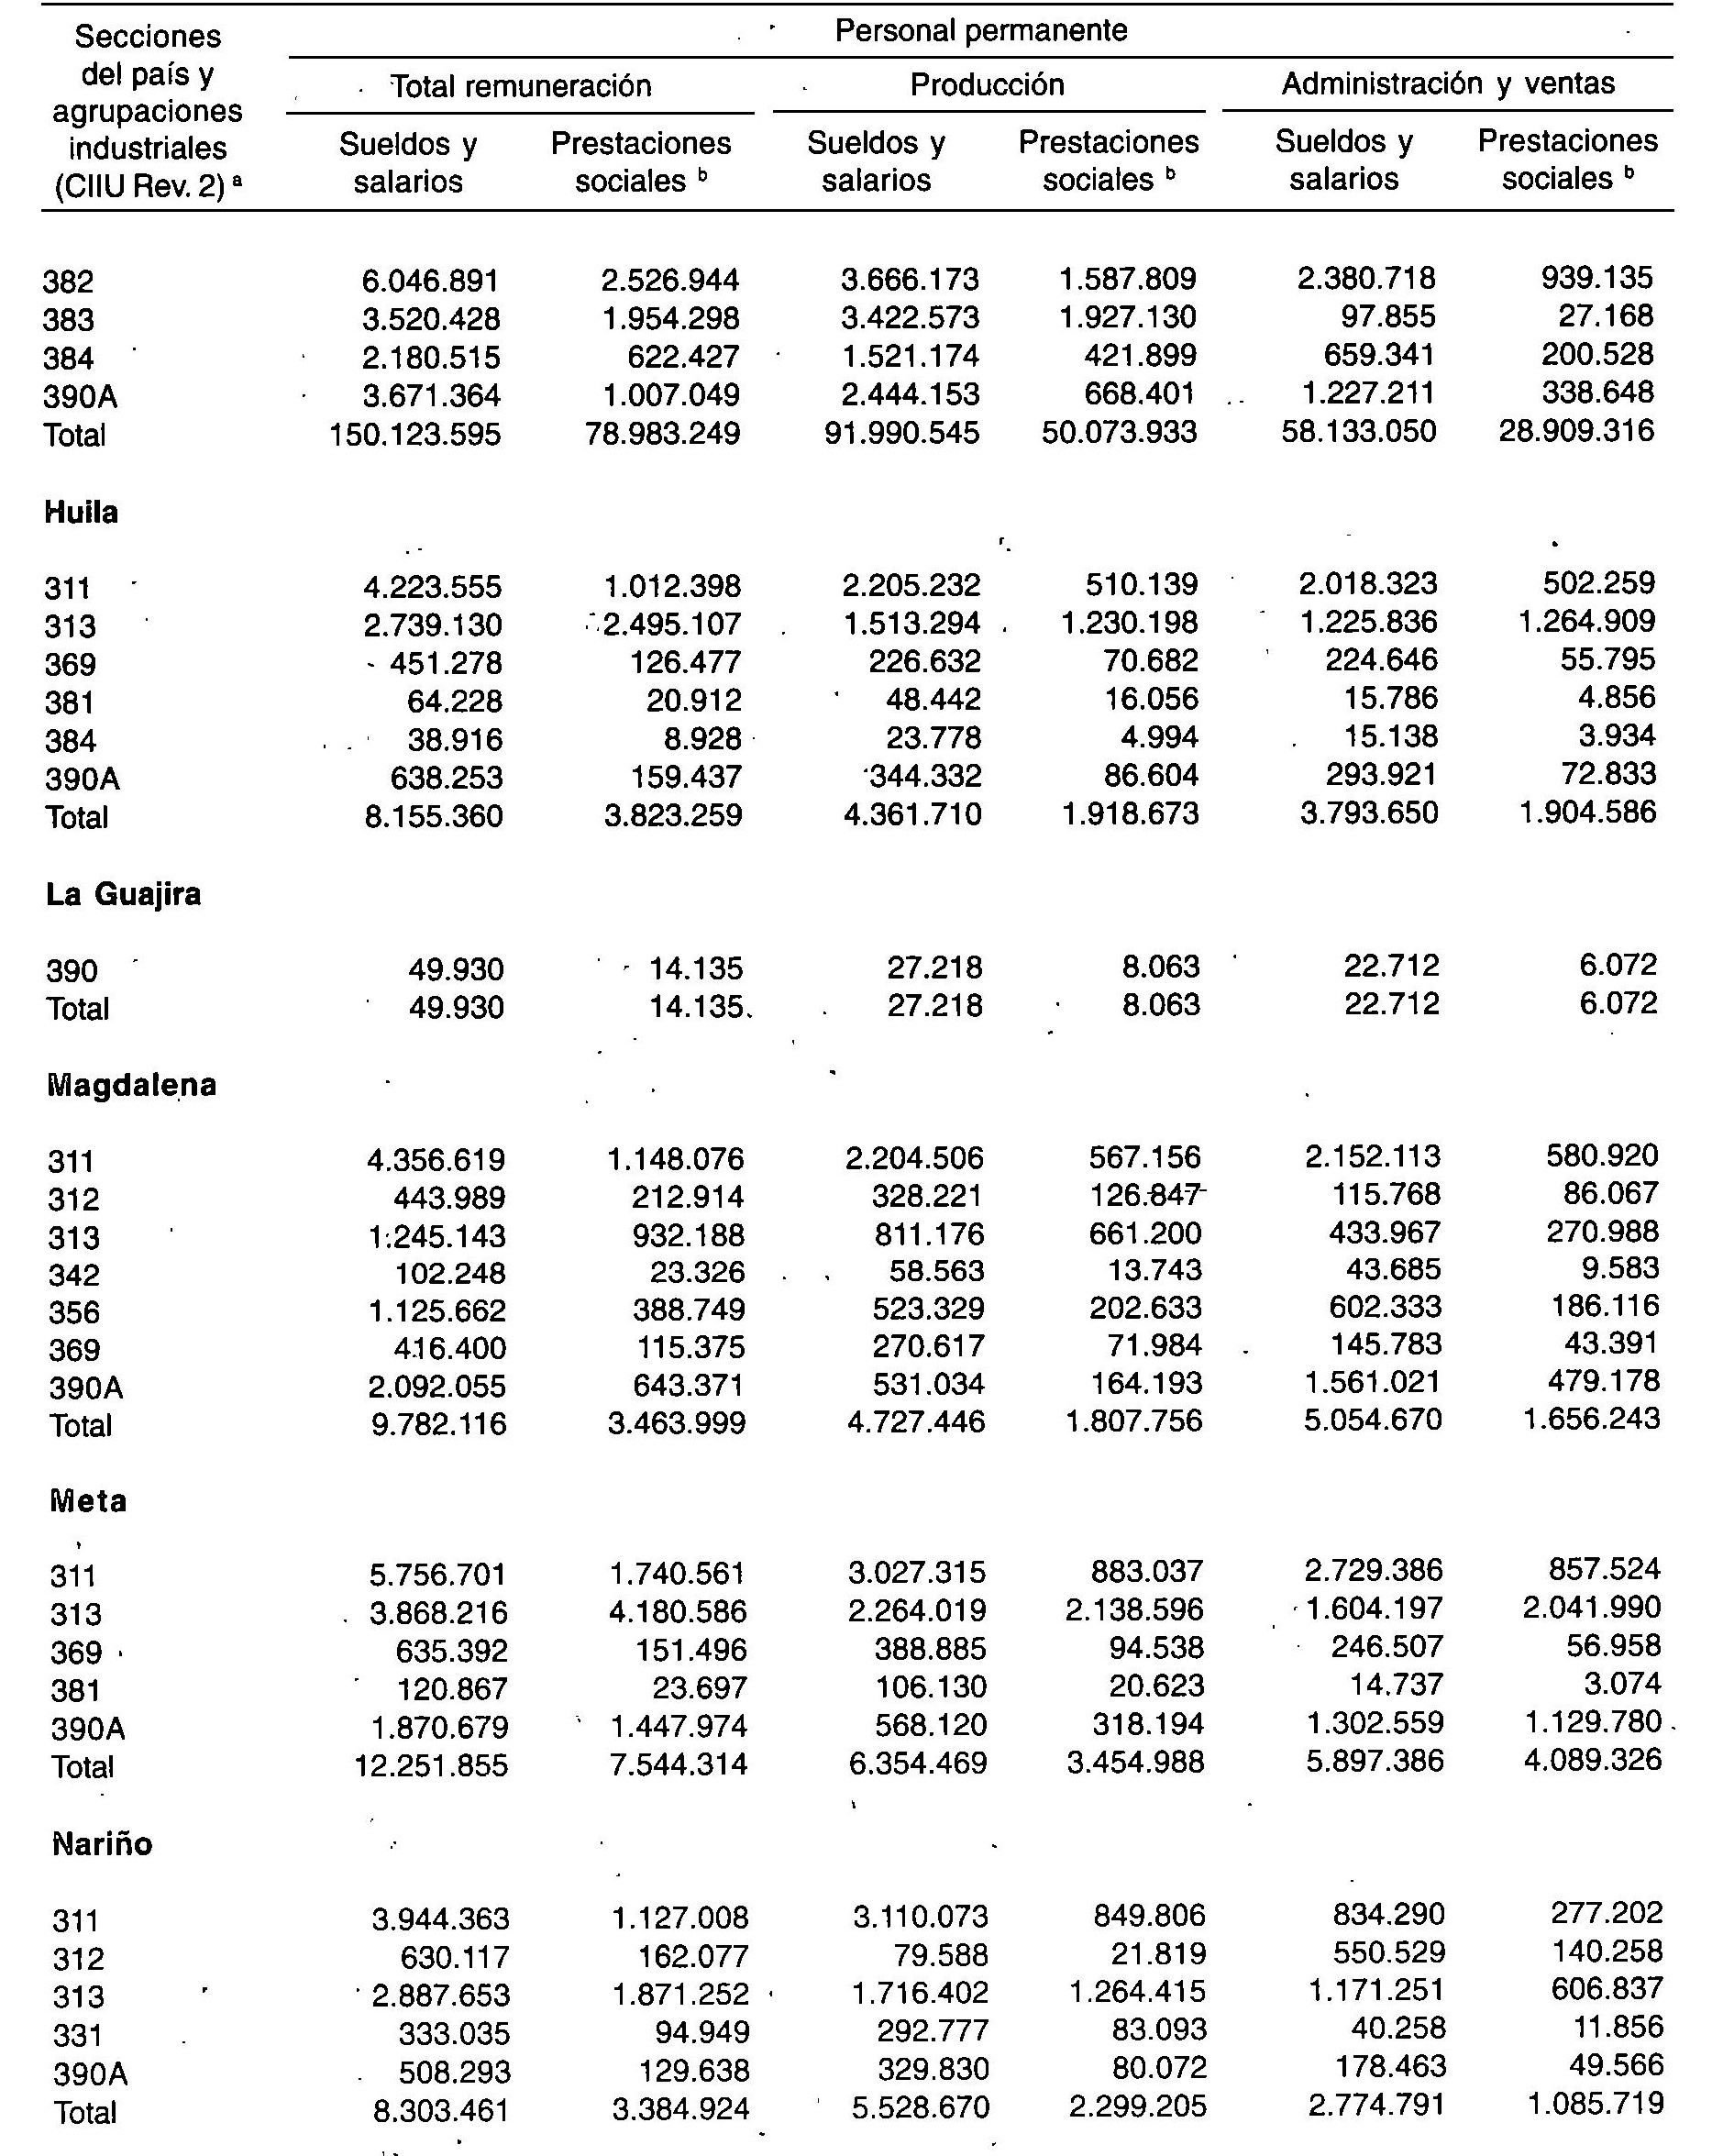 Secciones
del país y
agrupaciones
industriales
(CIIU Rev. 2) a
Personal permanente
Total remuneración Producción Administración y ventas
Sueldos y salarios Prestaciones sociales b Sueldos y salarios Prestaciones sociales b Sueldos y salarios Prestaciones sociales b
382 6.046.891 2.526.944 3.666.173 1.587.809 2.380.718 939.135
383 3.520.428 1.954.298 3.422.573 1.927.130 97.855 27.168
384 2.180.515 622.427 1.521.174 421.899 659.341 200.528
390A 3.671.364 1.007.049 2.444.153 668.401 1.227.211 338.648
Total 150.123.595 78.983.249 91.990.545 50.073.933 58.133.050 28.909.316
Huila
311 4.223.555 1.012.398 2.205.232 510.139 2.018.323 502.259
313 2.739.130 2.495.107 1.513.294 1.230.198 1.225.836 1.264.909
369 451.278 126.477 226.632 70.682 224.646 55.795
381 64.228 20.912 48.442 16.056 15.786 4.856
384 38.916 8.928 23.778 4.994 15.138 3.934
390A 638.253 159.437 344.332 86.604 293.921 72.833
Total 8.155.360 3.823.259 4.361.710 1.918.673 3.793.650 1.904.586
La Guajira
390 49.930 14.135 27.218 8.063 22.712 6.072
Total 49.930 14.135 27.218 8.063 22.712 6.072
Magdalena
311 4.356.619 1.148.076 2.204.506 567.156 2.152.113 580.920
312 443.989 212.914 328.221 126.847 115.768 86.067
313 1.245.143 932.188 811.176 661.200 433.967 270.988
342 102.248 23.326 58.563 13.743 43.685 9.583
356 1.125.662 388.749 523.329 202.633 602.333 186.116
369 416.400 115.375 270.617 71.984 145.783 43.391
390A 2.092.055 643.371 531.034 164.193 1.561.021 479.178
Total 9.782.116 3.463.999 4.727.446 1.807.756 5.054.670 1.656.243
Meta
311 5.756.701 1.740.561 3.027.315 883.037 2.729.386 857.524
313 3.868.216 4.180.586 2.264.019 2.138.596 1.604.197 2.041.990
369 635.392 151.496 388.885 94.538 246.507 56.958
381 120.867 23.697 106.130 20.623 14.737 3.074
390A 1.870.679 1.447.974 568.120 318.194 1.302.559 1.129.780
Total 12.251.855 7.544.314 6.354.469 3.454.988 5.897.386 4.089.326
Nariño
311 3.944.363 1.127.008 3.110.073 849.806 834.290 277.202
312 630.117 162.077 79.588 21.819 550.529 140.258
313 2.887.653 1.871.252 1.716.402 1.264.415 1.171.251 606.837
331 333.035 94.949 292.777 83.093 40.258 11.856
390A 508.293 129.638 329.830 80.072 178.463 49.566
Total 8.303.461 3.384.924 5.528.670 2.299.205 2.774.791 1.085.719